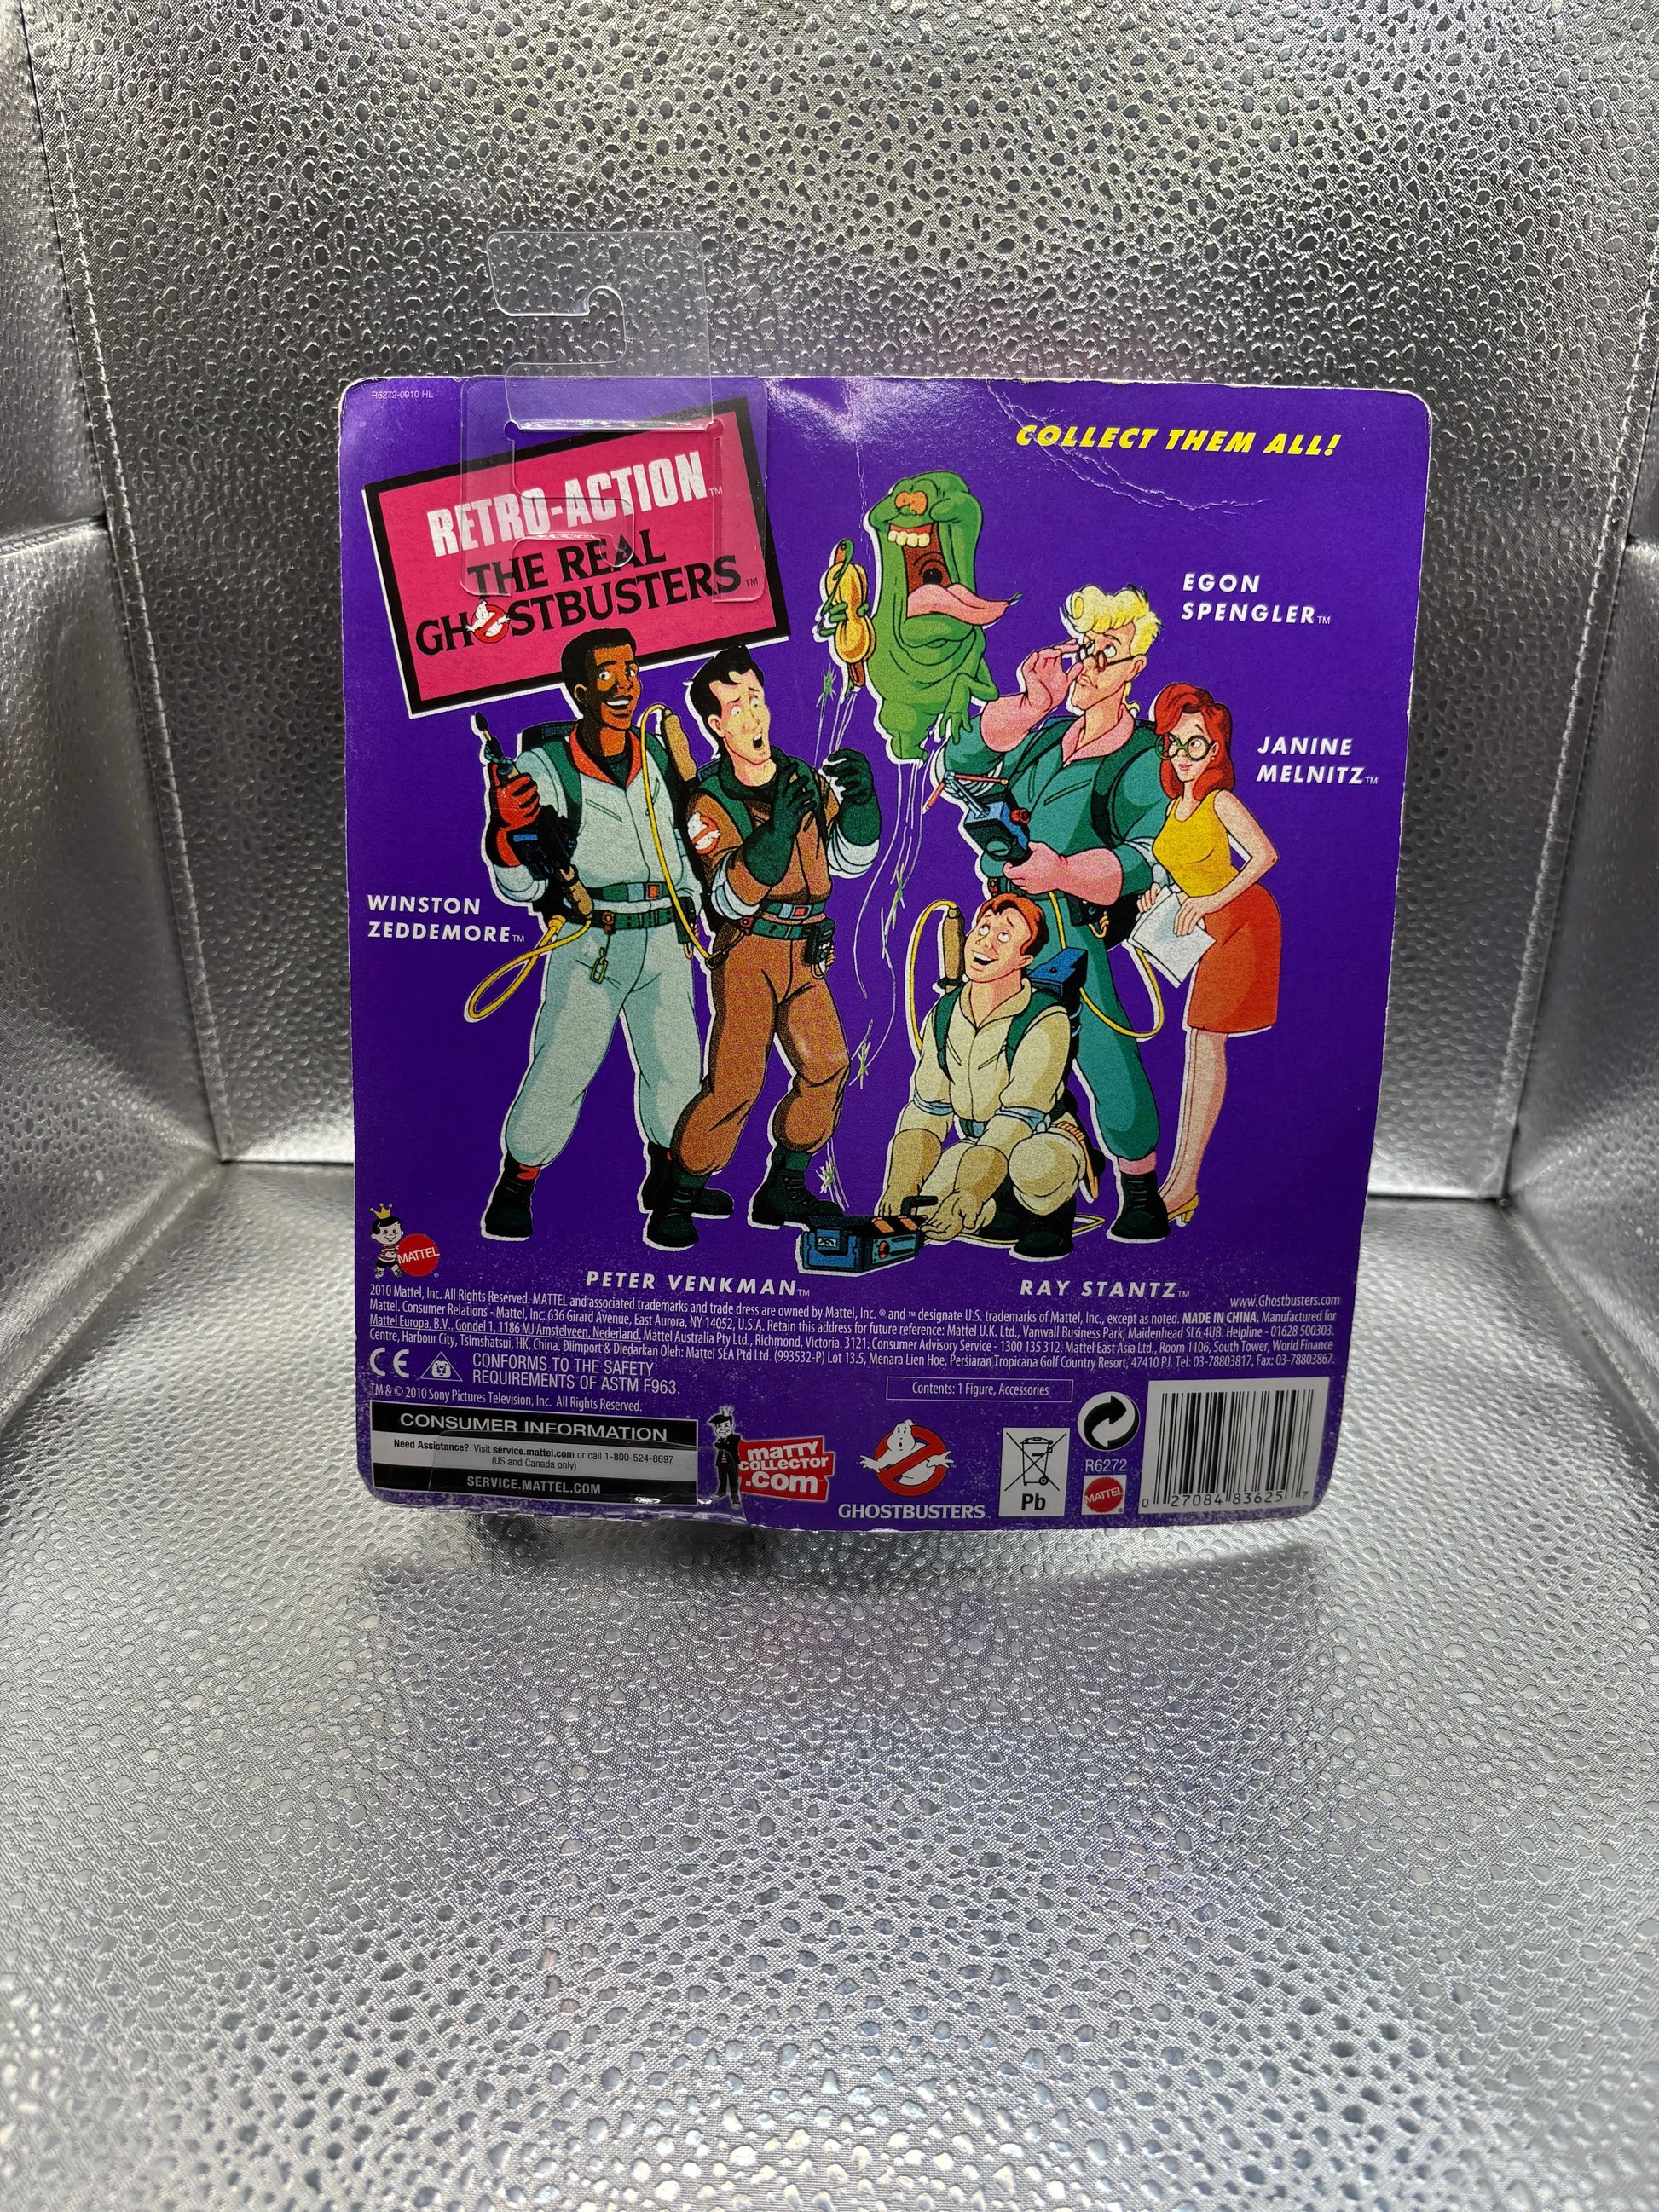 R6272-0910 HL
RETRO-ACTION™
THE REAL
GHOSTBUSTERS™
COLLECT THEM ALL!
EGON
SPENGLER™
JANINE
MELNITZ™
WINSTON
ZEDDEMORE™
MATTEL®
PETER VENKMAN™
RAY STANTZ™
www.Ghostbusters.com
2010 Mattel, Inc. All Rights Reserved. MATTEL and associated trademarks and trade dress are owned by Mattel, Inc. ® and ™ designate U.S. trademarks of Mattel, Inc., except as noted. MADE IN CHINA. Manufactured for
Mattel. Consumer Relations - Mattel, Inc. 636 Girard Avenue, East Aurora, NY 14052, U.S.A. Retain this address for future reference: Mattel U.K. Ltd., Vanwall Business Park, Maidenhead SL6 4UB. Helpline - 01628 500303.
Mattel Europa, B.V., Gondel 1, 1186 MJ Amstelveen, Nederland. Mattel Australia Pty Ltd., Richmond, Victoria. 3121. Consumer Advisory Service - 1300 135 312. Mattel East Asia Ltd., Room 1106, South Tower, World Finance
Centre, Harbour City, Tsimshatsui, HK, China. Diimport & Diedarkan Oleh: Mattel SEA Ptd Ltd. (993532-P) Lot 13.5, Menara Lien Hoe, Persiaran Tropicana Golf Country Resort, 47410 PJ. Tel: 03-78803817, Fax: 03-78803867.
CE
CONFORMS TO THE SAFETY
REQUIREMENTS OF ASTM F963.
TM & © 2010 Sony Pictures Television, Inc. All Rights Reserved.
Contents: 1 Figure, Accessories
CONSUMER INFORMATION
Need Assistance? Visit service.mattel.com or call 1-800-524-8697
(US and Canada only)
SERVICE.MATTEL.COM
MATTY
COLLECTOR
.COM
GHOSTBUSTERS™
Pb
R6272
MATTEL
0 27084 83625 7